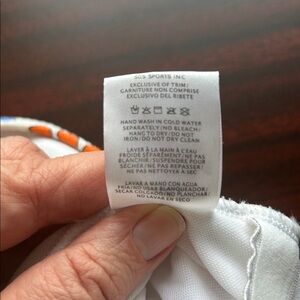 SPORTS INC
EXCLUSIVE OF TRIM/
GARNITURE NON COMPRISE
EXCLUSIVO DEL RIBETE
HAND WASH IN COLD WATER
SEPARATELY/NO BLEACH/
HANG TO DRY/DO NOT
IRON/DO NOT DRY CLEAN
LAVER À LA MAIN EN EAU
FROIDE SÉPARÉMENT/NE PAS
BLANCHIR/SUSPENDRE POUR
SÉCHER/NE PAS REPASSER/
NE PAS NETTOYER À SEC
LAVAR A MANO CON AGUA
FRIA/NO USAR BLANQUEADOR/
SECAR COLGADO/NO PLANCHAR/
NO LAVAR EN SECO